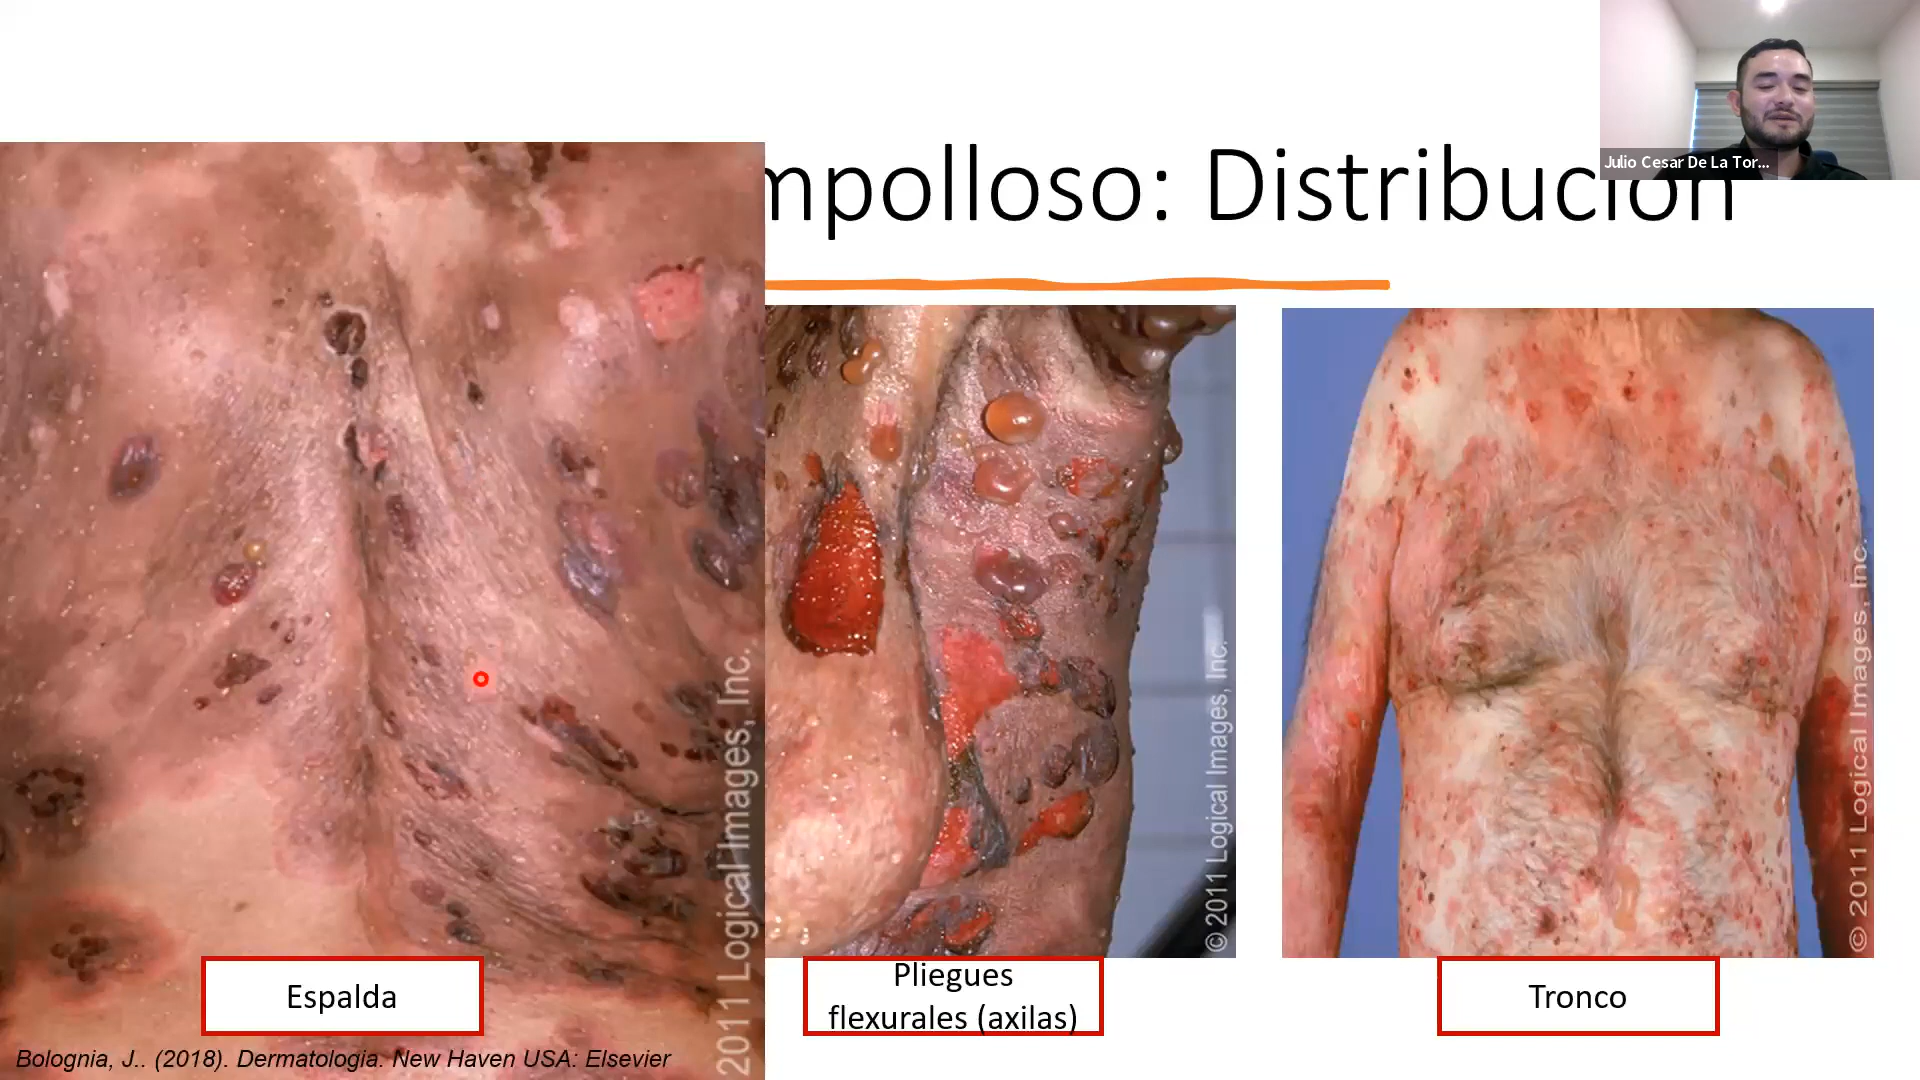 Julio Cesar De La Tor...
mpolloso: Distribución
2011 Logical Images, Inc.
© 2011 Logical Images, Inc.
© 2011 Logical Images, Inc.
Espalda
Pliegues
flexurales (axilas)
Tronco
Bolognia, J.. (2018). Dermatologia. New Haven USA: Elsevier